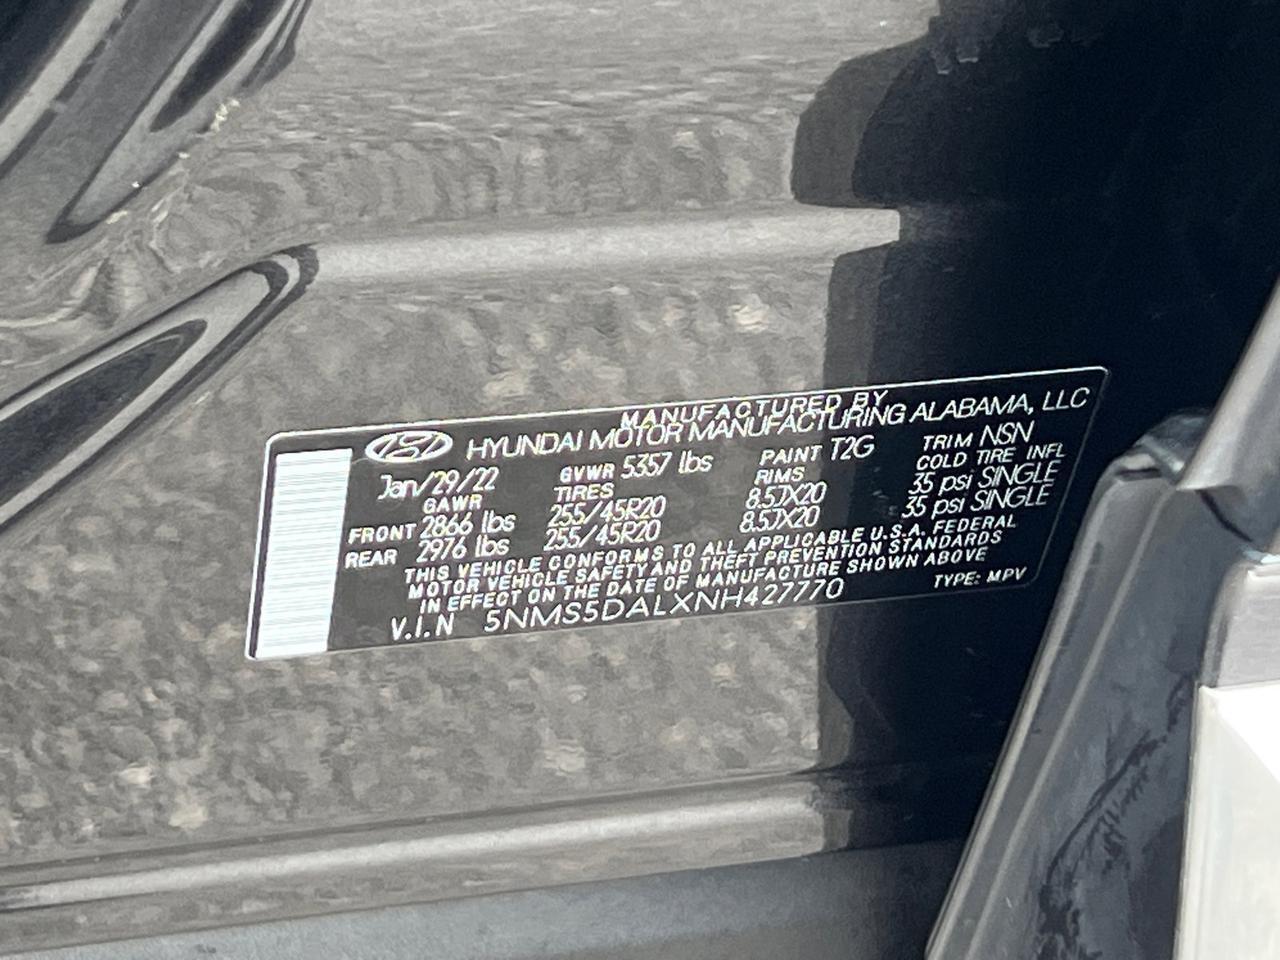 MANUFACTURED BY
HYUNDAI MOTOR MANUFACTURING ALABAMA, LLC
Jan/29/22 GVWR 5357 lbs PAINT T2G TRIM NSN
GAWR TIRES RIMS COLD TIRE INFL
FRONT 2866 lbs 255/45R20 8.5JX20 35 psi SINGLE
REAR 2976 lbs 255/45R20 8.5JX20 35 psi SINGLE
THIS VEHICLE CONFORMS TO ALL APPLICABLE U.S.A. FEDERAL
MOTOR VEHICLE SAFETY AND THEFT PREVENTION STANDARDS
IN EFFECT ON THE DATE OF MANUFACTURE SHOWN ABOVE
V.I.N 5NMS5DALXNH427770 TYPE: MPV